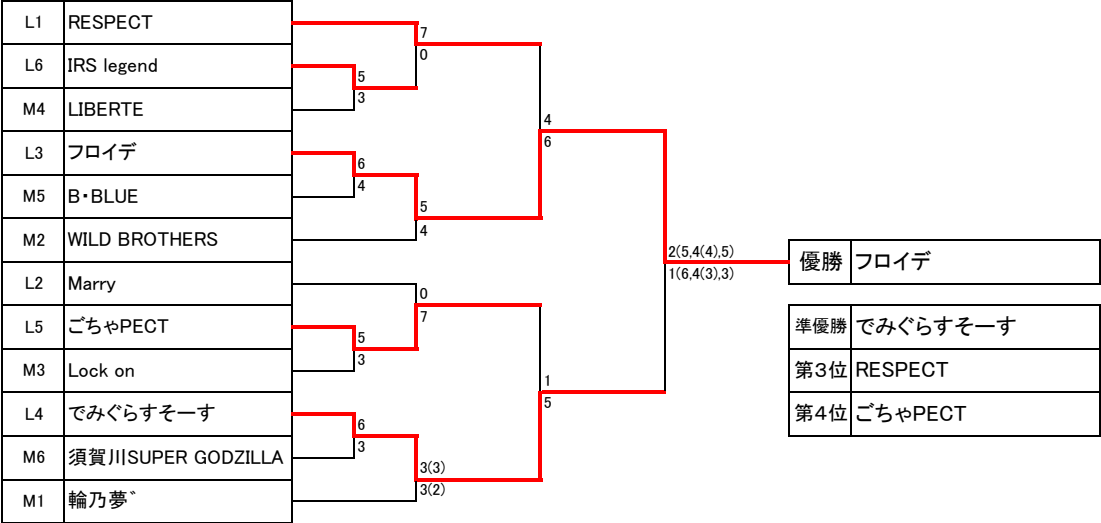 L1 RESPECT
7
0
L6 IRS legend
5
3
M4 LIBERTE
4
6
L3 フロイデ
6
4
M5 B・BLUE
5
4
M2 WILD BROTHERS
2(5,4(4),5)
1(6,4(3),3)
優勝 フロイデ
L2 Marry
0
7
準優勝 でみぐらすそーす
L5 ごちゃPECT
5
3
第3位 RESPECT
M3 Lock on
1
5
第4位 ごちゃPECT
L4 でみぐらすそーす
6
3
M6 須賀川SUPER GODZILLA
3(3)
3(2)
M1 輪乃夢゛